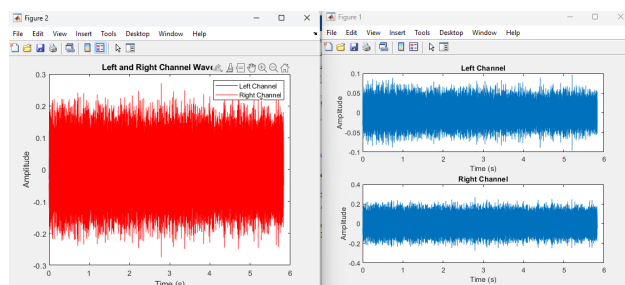 Figure 2
File Edit View Insert Tools Desktop Window Help
Left and Right Channel Wave
Left Channel
Right Channel
0.3
0.2
0.1
0
-0.1
-0.2
-0.3
Amplitude
0 1 2 3 4 5 6
Time (s)
Figure 1
File Edit View Insert Tools Desktop Window Help
Left Channel
0.1
0.05
0
-0.05
-0.1
Amplitude
0 1 2 3 4 5 6
Time (s)
Right Channel
0.4
0.2
0
-0.2
-0.4
Amplitude
0 1 2 3 4 5 6
Time (s)